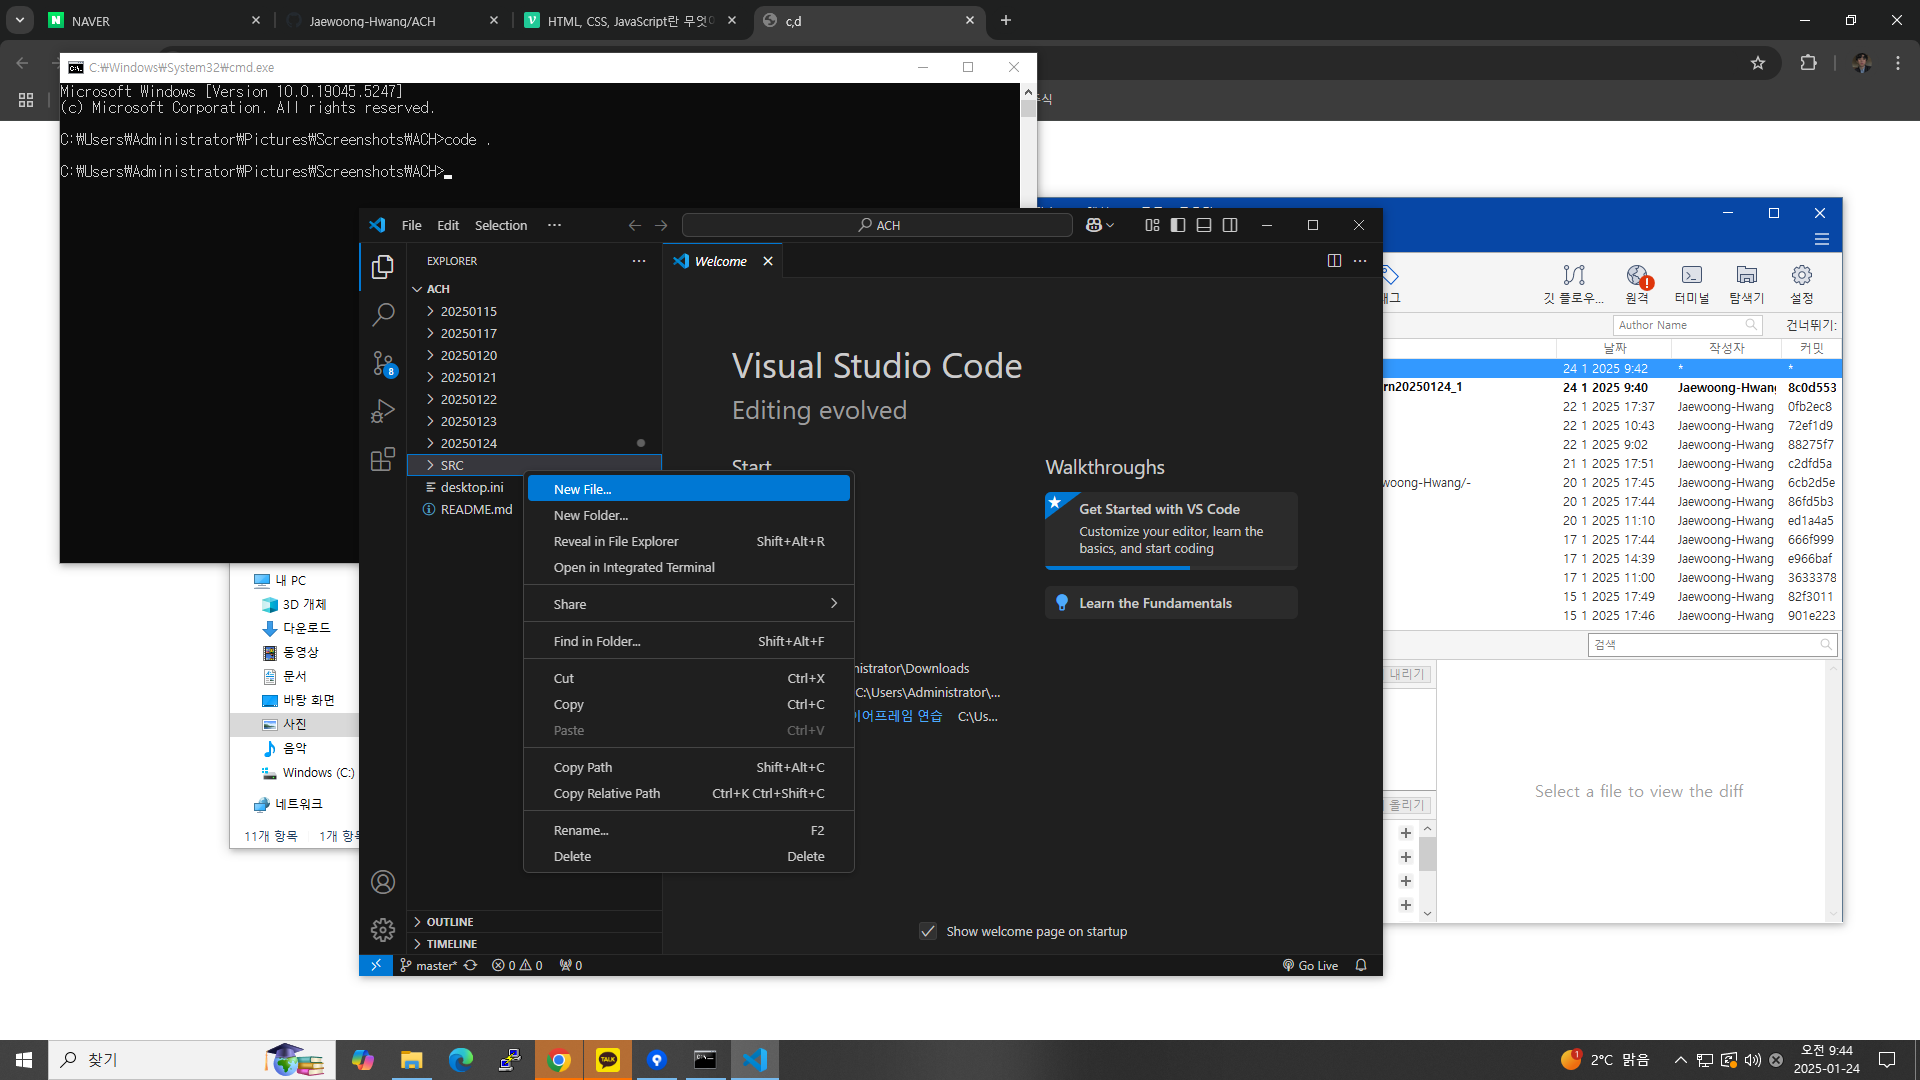 NAVER
Jaewoong-Hwang/ACH
HTML, CSS, JavaScript란 무엇이
c,d
C:₩Windows₩System32₩cmd.exe
Microsoft Windows [Version 10.0.19045.5247]
(c) Microsoft Corporation. All rights reserved.
C:₩Users₩Administrator₩Pictures₩Screenshots₩ACH>code .
C:₩Users₩Administrator₩Pictures₩Screenshots₩ACH>
File Edit Selection ··· ACH
EXPLORER
Welcome
ACH
20250115
20250117
20250120
20250121
20250122
20250123
20250124
SRC
desktop.ini
README.md
OUTLINE
TIMELINE
8
Visual Studio Code
Editing evolved
Start
Walkthroughs
Get Started with VS Code
Customize your editor, learn the
basics, and start coding
Learn the Fundamentals
nistrator\Downloads
C:\Users\Administrator\...
이어프레임 연습 C:\Us...
Show welcome page on startup
New File...
New Folder...
Reveal in File Explorer Shift+Alt+R
Open in Integrated Terminal
Share
Find in Folder... Shift+Alt+F
Cut Ctrl+X
Copy Ctrl+C
Paste Ctrl+V
Copy Path Shift+Alt+C
Copy Relative Path Ctrl+K Ctrl+Shift+C
Rename... F2
Delete Delete
master* 0 0 0
Go Live
내 PC
3D 개체
다운로드
동영상
문서
바탕 화면
사진
음악
Windows (C:)
네트워크
11개 항목 1개 항목
깃 플로우... 원격 터미널 탐색기 설정
Author Name 건너뛰기:
날짜 작성자 커밋
24 1 2025 9:42 * *
rn20250124_1 24 1 2025 9:40 Jaewoong-Hwang 8c0d553
22 1 2025 17:37 Jaewoong-Hwang 0fb2ec8
22 1 2025 10:43 Jaewoong-Hwang 72ef1d9
22 1 2025 9:02 Jaewoong-Hwang 88275f7
21 1 2025 17:51 Jaewoong-Hwang c2dfd5a
woong-Hwang/- 20 1 2025 17:45 Jaewoong-Hwang 6cb2d5e
20 1 2025 17:44 Jaewoong-Hwang 86fd5b3
20 1 2025 11:10 Jaewoong-Hwang ed1a4a5
17 1 2025 17:44 Jaewoong-Hwang 666f999
17 1 2025 14:39 Jaewoong-Hwang e966baf
17 1 2025 11:00 Jaewoong-Hwang 3633378
15 1 2025 17:49 Jaewoong-Hwang 82f3011
15 1 2025 17:46 Jaewoong-Hwang 901e223
검색
내리기
올리기
Select a file to view the diff
찾기
TALK
1
2°C 맑음
오전 9:44
2025-01-24